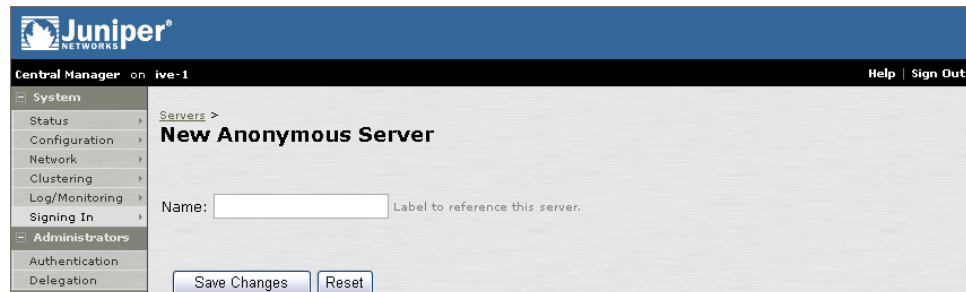 Juniper®
NETWORKS
Central Manager on ive-1
Help | Sign Out
System
Status
Configuration
Network
Clustering
Log/Monitoring
Signing In
Administrators
Authentication
Delegation
Servers >
New Anonymous Server
Name:
Label to reference this server.
Save Changes
Reset